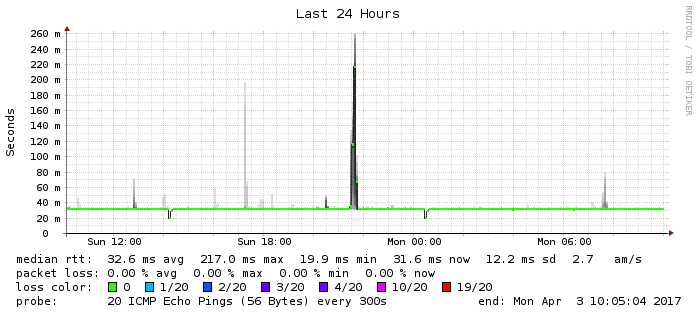 Last 24 Hours
RRDTOOL / TOBI OETIKER
Seconds
260 m
240 m
220 m
200 m
180 m
160 m
140 m
120 m
100 m
80 m
60 m
40 m
20 m
0
Sun 12:00 Sun 18:00 Mon 00:00 Mon 06:00
median rtt: 32.6 ms avg 217.0 ms max 19.9 ms min 31.6 ms now 12.2 ms sd 2.7 am/s
packet loss: 0.00 % avg 0.00 % max 0.00 % min 0.00 % now
loss color: 0 1/20 2/20 3/20 4/20 10/20 19/20
probe: 20 ICMP Echo Pings (56 Bytes) every 300s end: Mon Apr 3 10:05:04 2017